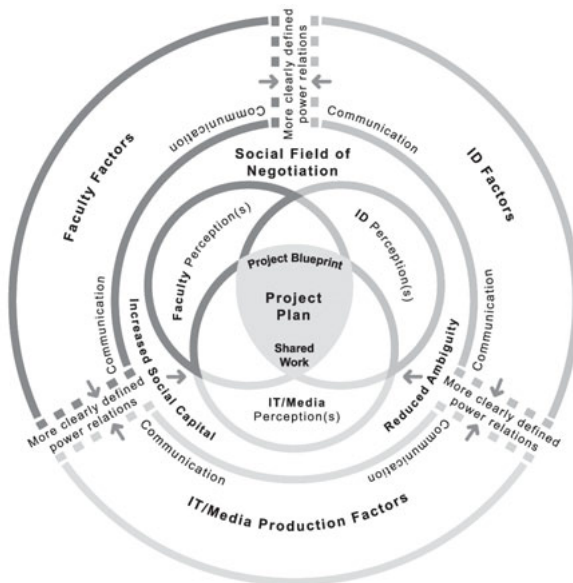 More clearly defined
power relations
Communication
Communication
Faculty Factors
ID Factors
Social Field of
Negotiation
Faculty Perception(s)
ID Perception(s)
Project Blueprint
Project
Plan
Shared
Work
Communication
Communication
Increased Social Capital
Reduced Ambiguity
IT/Media
Perception(s)
More clearly defined
power relations
More clearly defined
power relations
Communication
Communication
IT/Media Production Factors